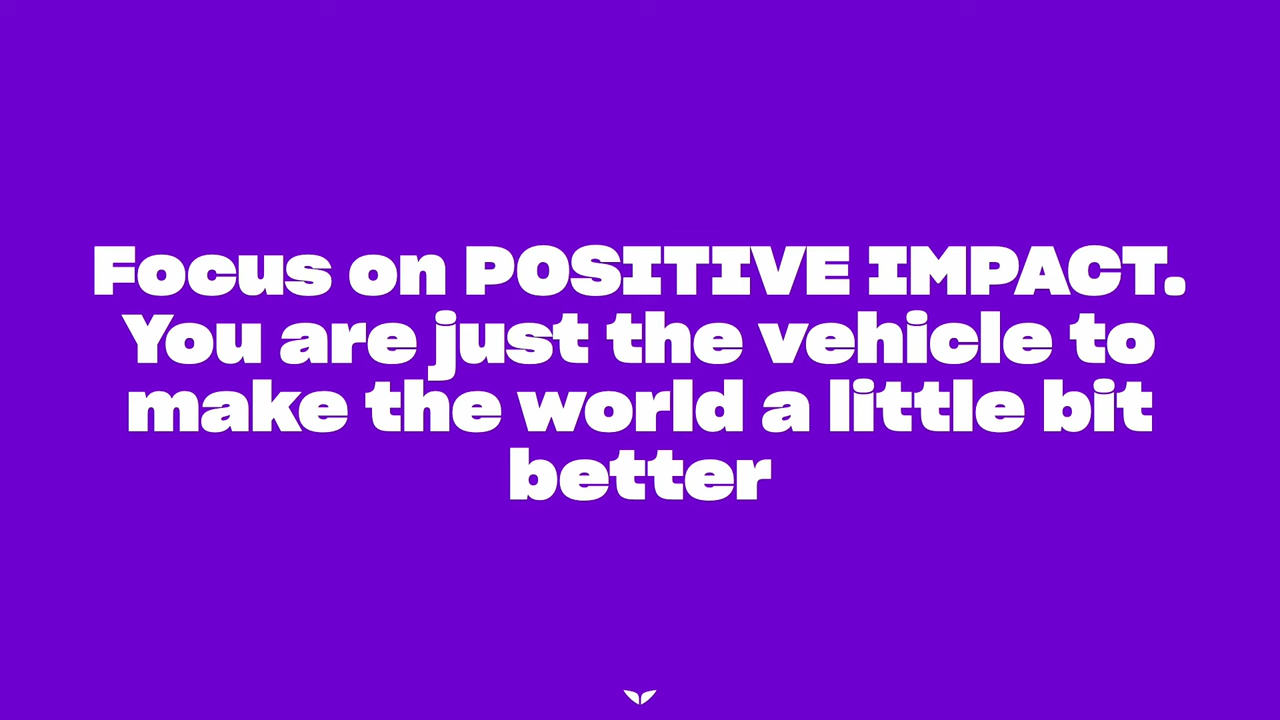 Focus on POSITIVE IMPACT.
You are just the vehicle to
make the world a little bit
better